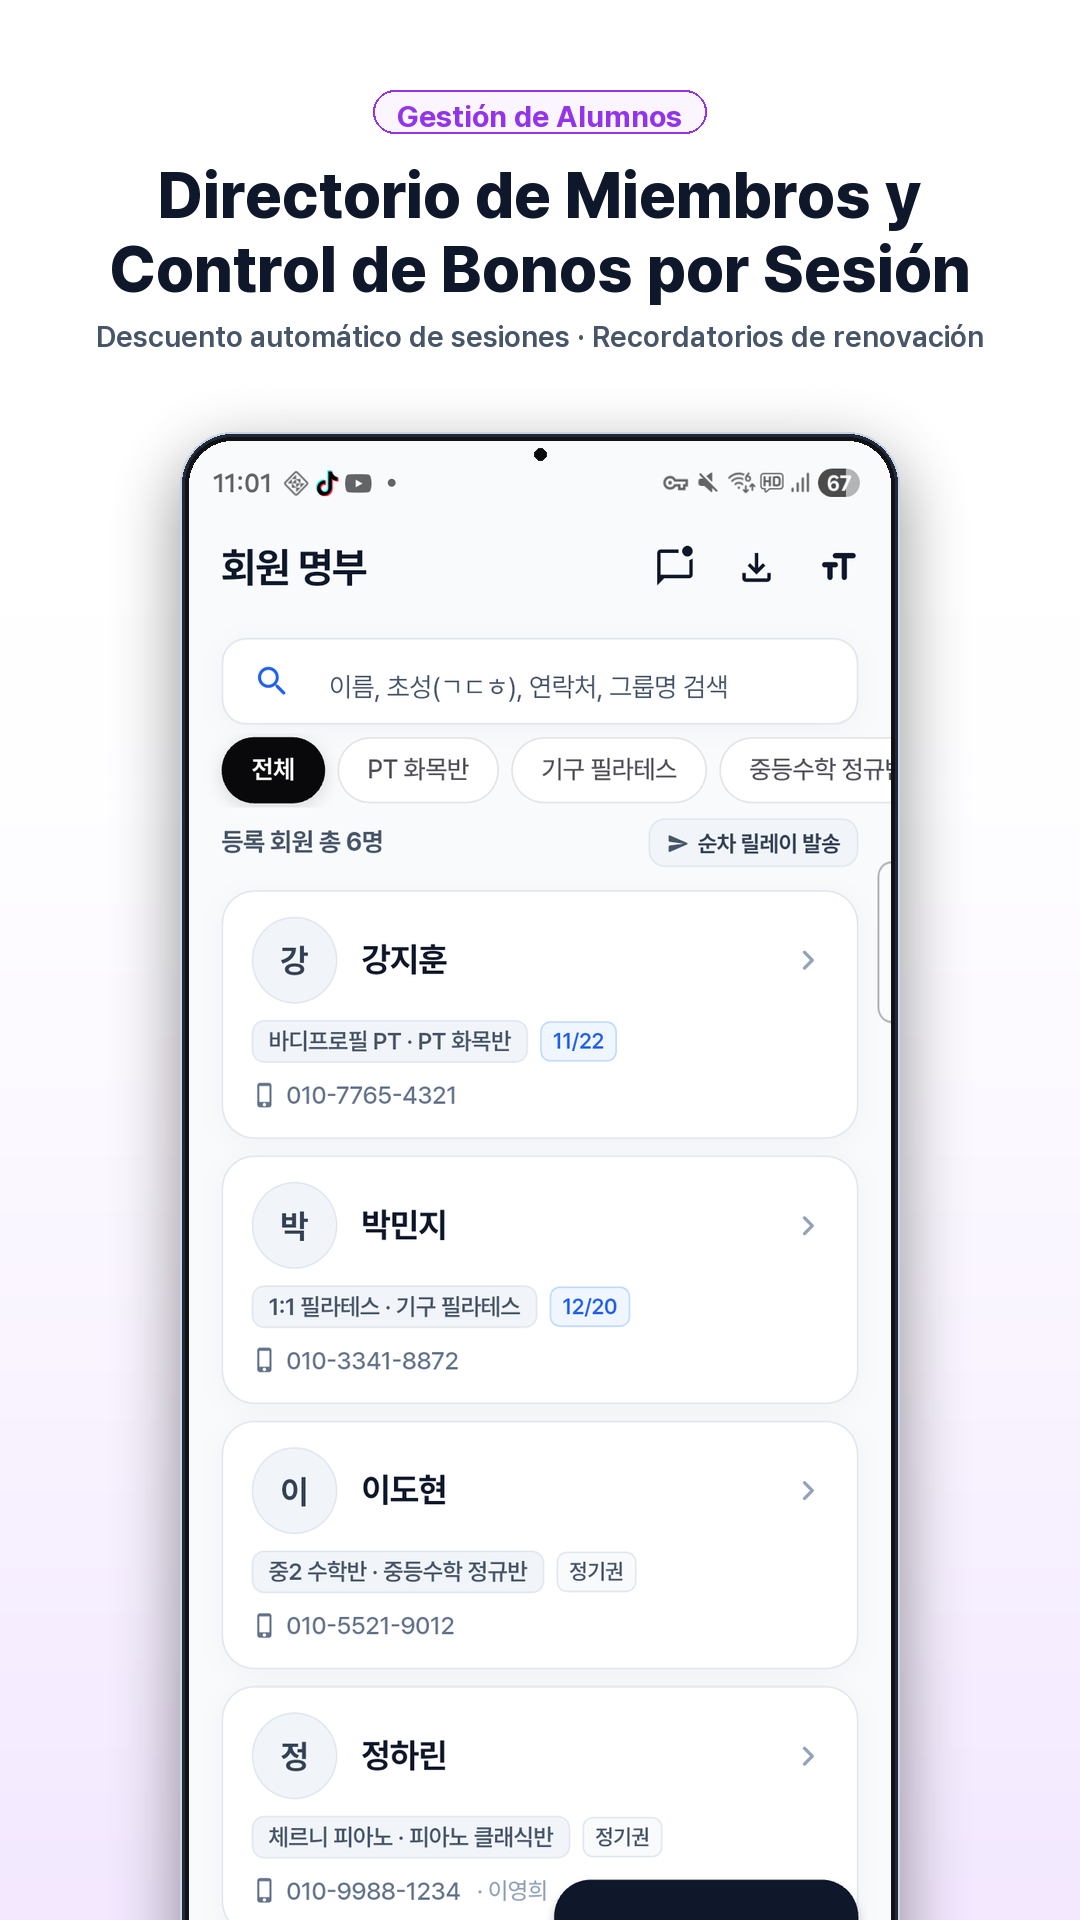 Gestión de Alumnos
Directorio de Miembros y
Control de Bonos por Sesión
Descuento automático de sesiones · Recordatorios de renovación
11:01
HD
67
회원 명부
TT
이름, 초성(ㄱㄷㅎ), 연락처, 그룹명 검색
전체
PT 화목반
기구 필라테스
중등수학 정규반
등록 회원 총 6명
순차 릴레이 발송
강
강지훈
바디프로필 PT · PT 화목반
11/22
010-7765-4321
박
박민지
1:1 필라테스 · 기구 필라테스
12/20
010-3341-8872
이
이도현
중2 수학반 · 중등수학 정규반
정기권
010-5521-9012
정
정하린
체르니 피아노 · 피아노 클래식반
정기권
010-9988-1234 · 이영희